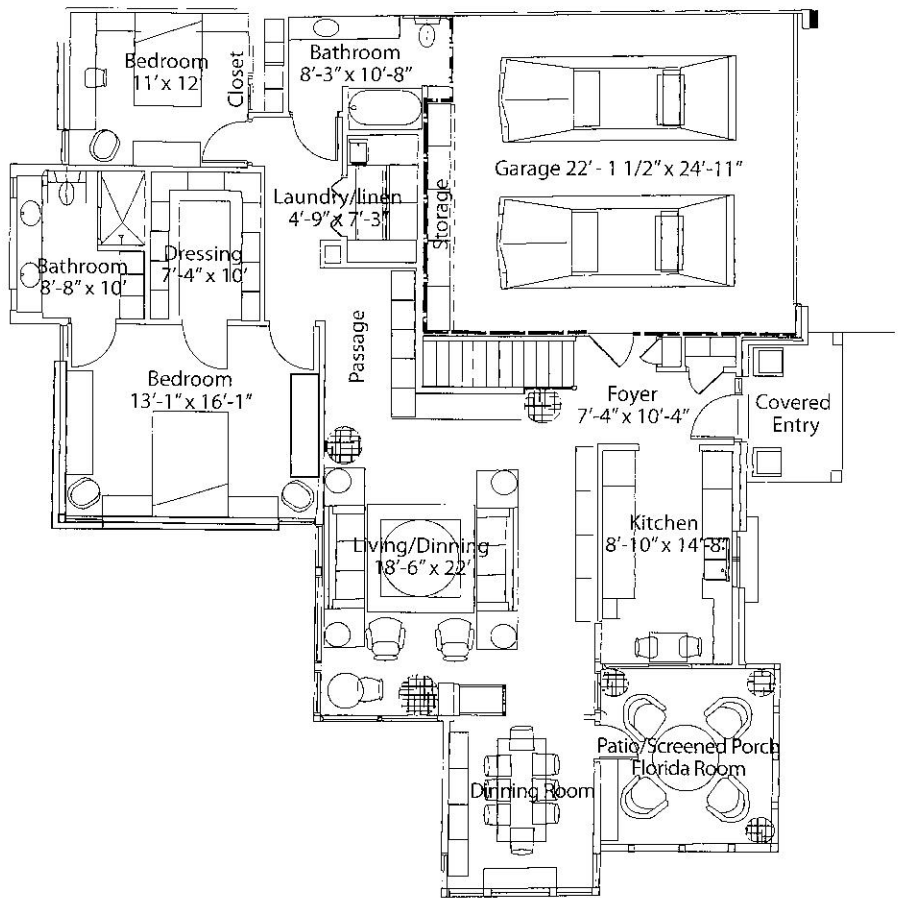 Bedroom
11' x 12'
Closet
Bathroom
8'-3" x 10'-8"
Garage 22' - 1 1/2" x 24'-11"
Storage
Laundry/linen
4'-9" x 7'-3"
Bathroom
8'-8" x 10'
Dressing
7'-4" x 10'
Passage
Bedroom
13'-1" x 16'-1"
Foyer
7'-4" x 10'-4"
Covered
Entry
Kitchen
8'-10" x 14'-8"
Living/Dinning
18'-6" x 22'
Patio/Screened Porch
Florida Room
Dinning Room